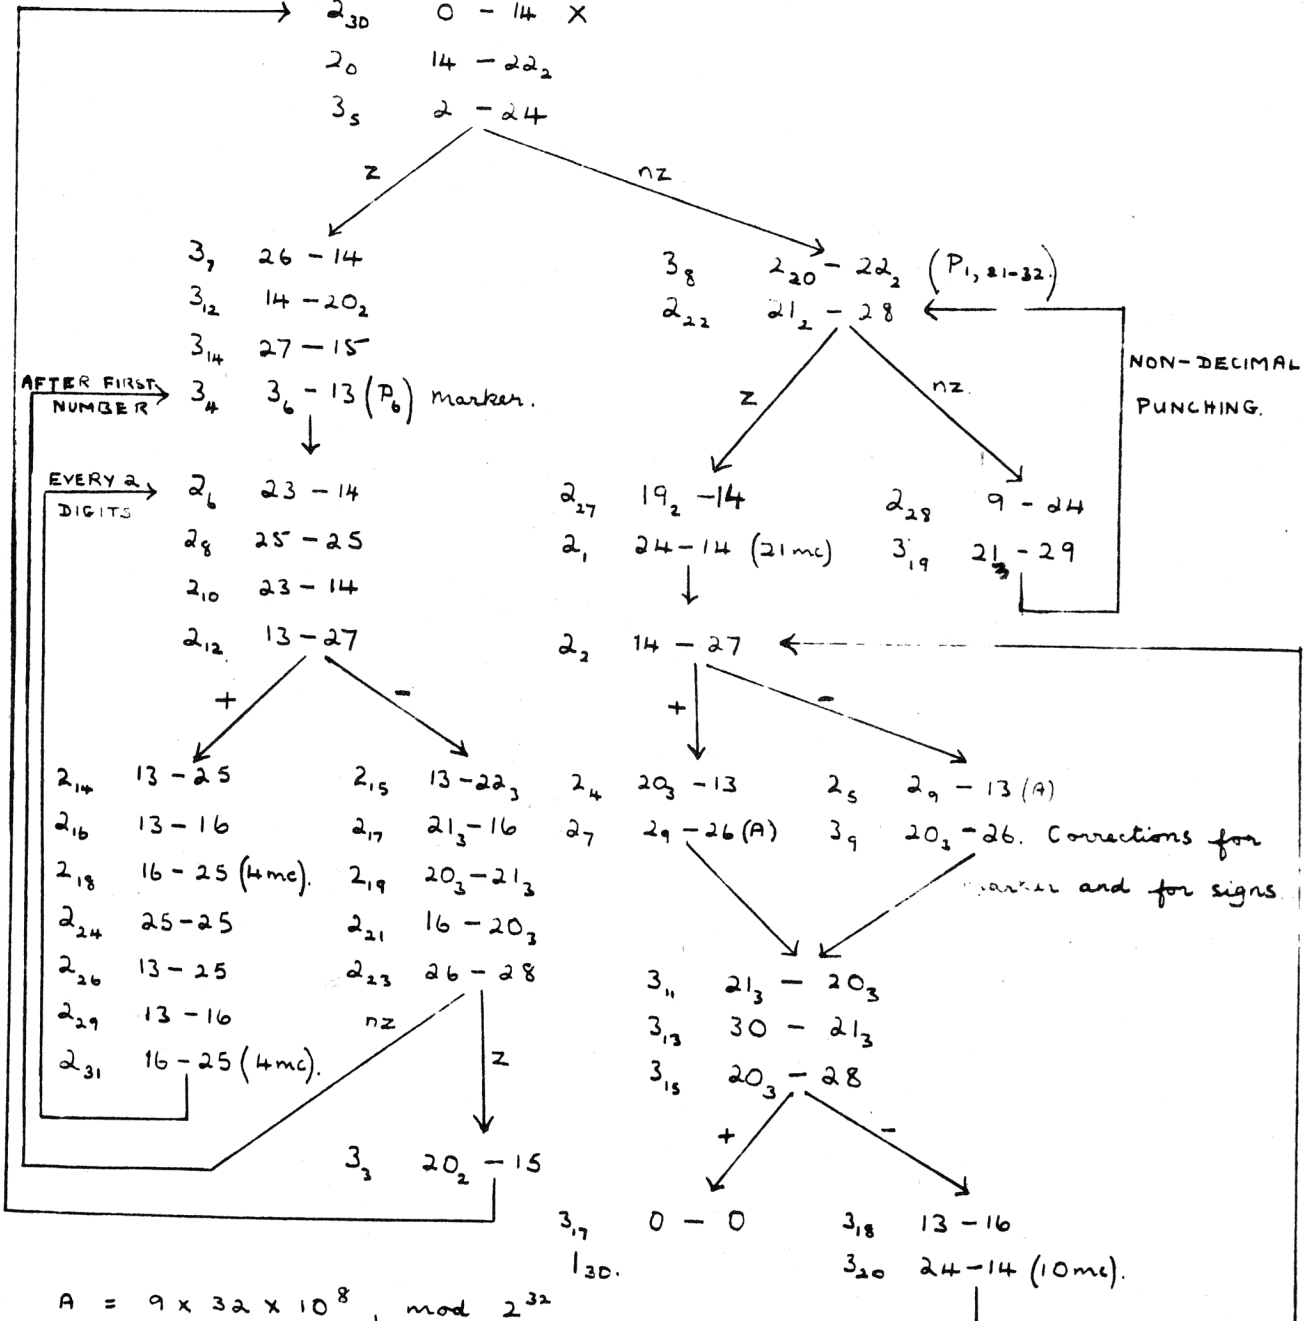 2₃₀ 0 – 14 X
2₀ 14 – 22₂
3₅ 2 – 24
z
nz
3₇ 26 – 14
3₁₂ 14 – 20₂
3₁₄ 27 – 15
AFTER FIRST NUMBER
3₄ 3₆ – 13 (P₆) marker.
3₈ 2₂₀ – 22₂ (P₁,₂₁₋₃₂)
2₂₂ 21₂ – 28
NON-DECIMAL
PUNCHING.
z
nz.
EVERY 2
DIGITS
2₆ 23 – 14
2₈ 25 – 25
2₁₀ 23 – 14
2₁₂ 13 – 27
2₂₇ 19₂ – 14
2₁ 24 – 14 (21mc)
2₂₈ 9 – 24
3₁₉ 21₃ – 29
2₂ 14 – 27
+
–
+
–
2₁₄ 13 – 25
2₁₆ 13 – 16
2₁₈ 16 – 25 (4mc).
2₂₄ 25 – 25
2₂₆ 13 – 25
2₂₉ 13 – 16
2₃₁ 16 – 25 (4mc).
2₁₅ 13 – 22₃
2₁₇ 21₃ – 16
2₁₉ 20₃ – 21₃
2₂₁ 16 – 20₃
2₂₃ 26 – 28
nz
z
3₃ 20₂ – 15
2₄ 20₃ – 13
2₇ 2₉ – 26 (A)
2₅ 2₉ – 13 (A)
3₉ 20₃ – 26. Corrections for
marker and for signs
3₁₁ 21₃ – 20₃
3₁₃ 30 – 21₃
3₁₅ 20₃ – 28
+
–
3₁₇ 0 – 0
1₃₀.
3₁₈ 13 – 16
3₂₀ 24 – 14 (10mc).
A = 9 x 32 x 10⁸, mod 2³²